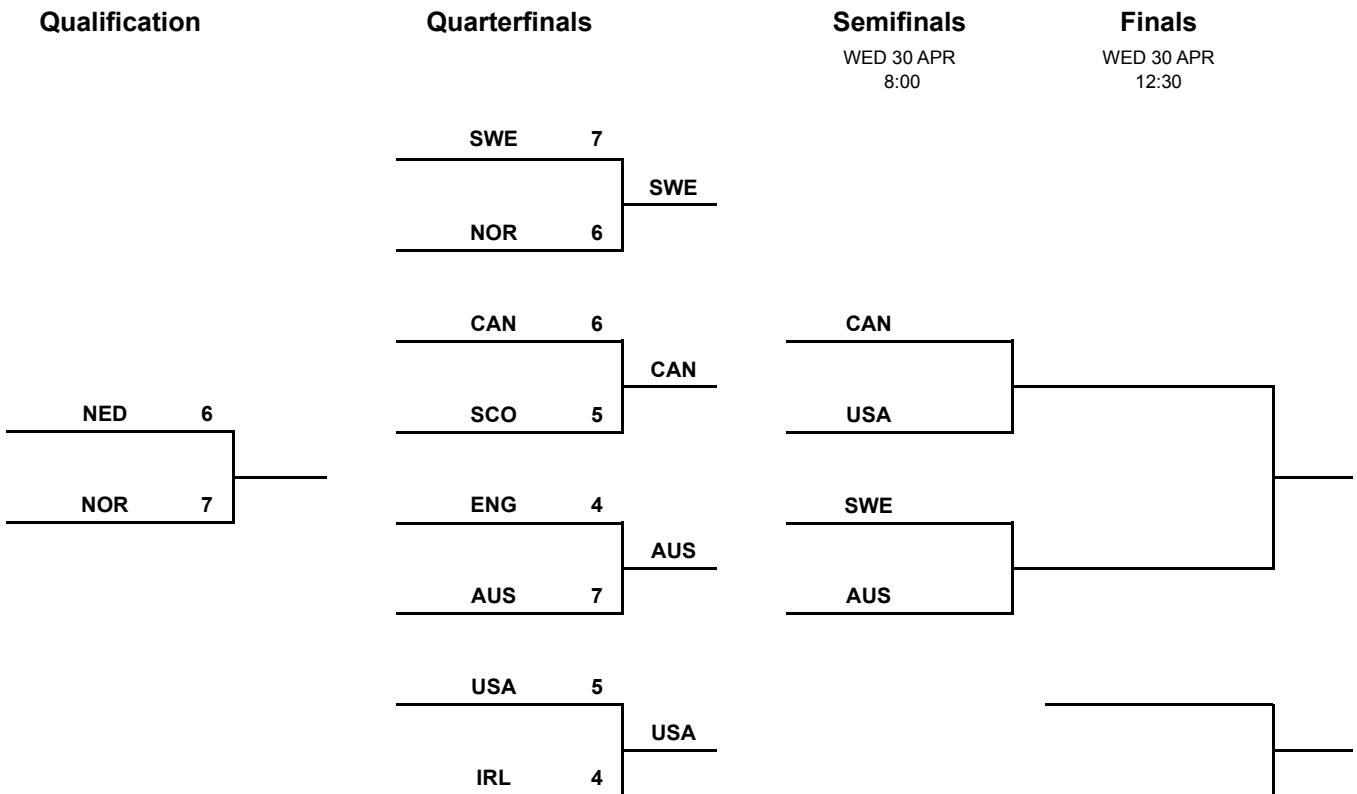 Qualification
Quarterfinals
Semifinals
Finals
WED 30 APR
8:00
WED 30 APR
12:30
SWE 7
SWE
NOR 6
CAN 6
CAN
CAN
NED 6
SCO 5
USA
NOR 7
ENG 4
SWE
AUS
AUS 7
AUS
USA 5
USA
IRL 4